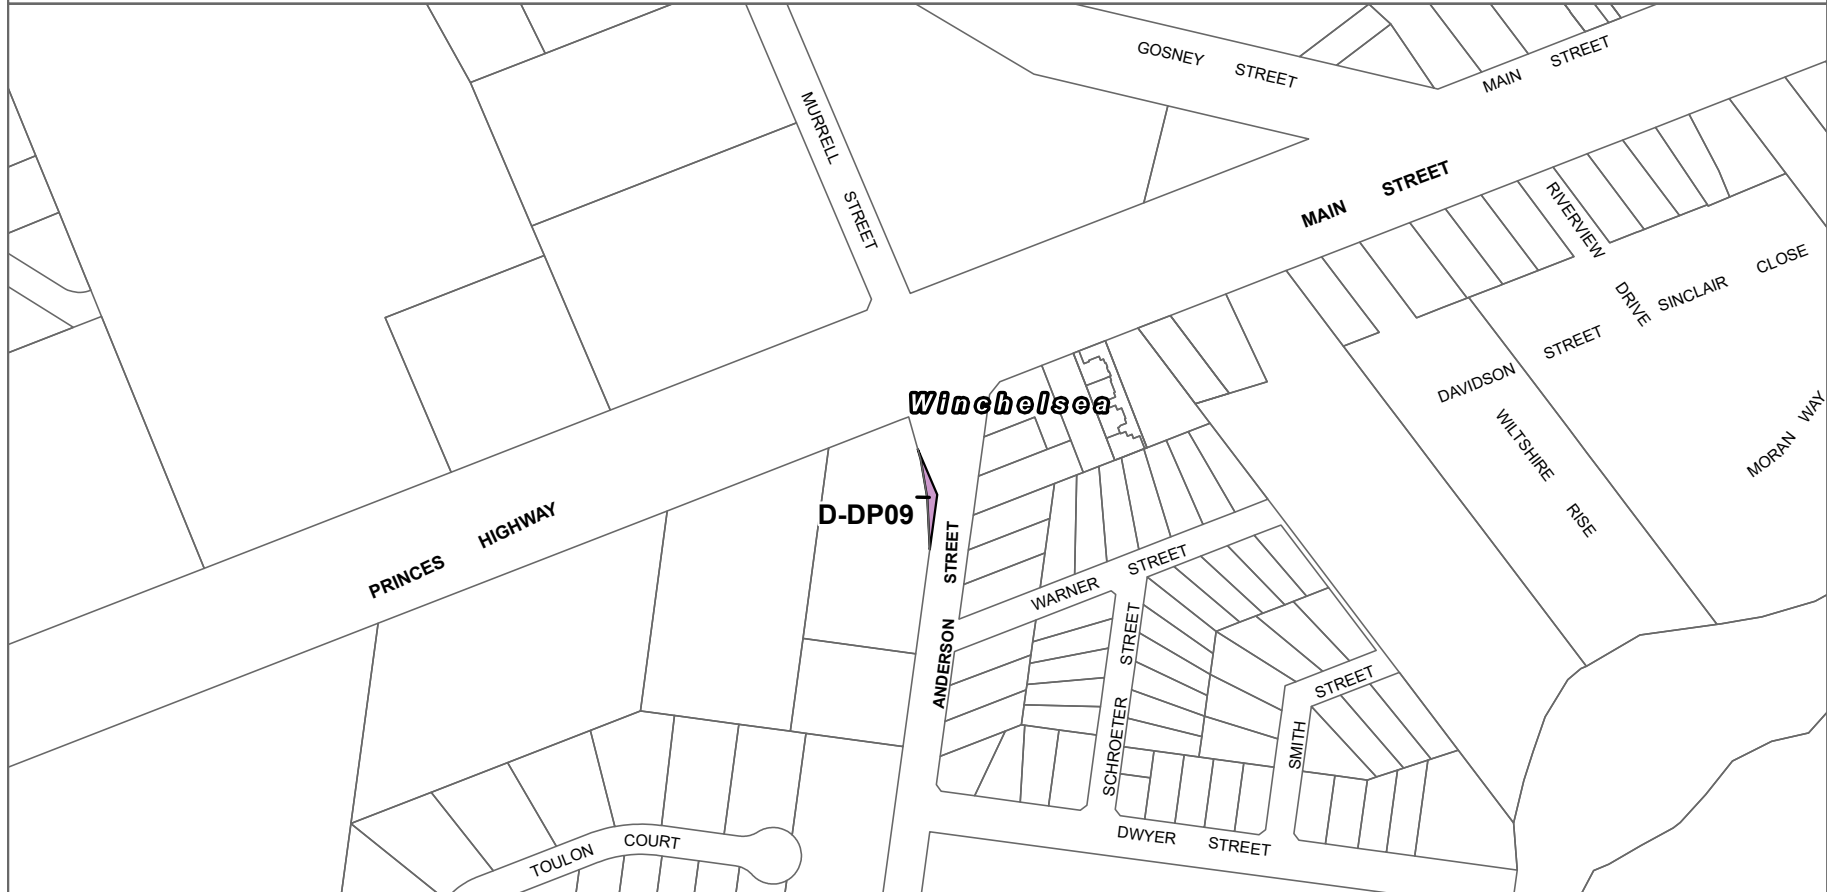 GOSNEY STREET
MAIN STREET
MURRELL STREET
MAIN STREET
RIVERVIEW DRIVE
SINCLAIR CLOSE
DAVIDSON STREET
Winchelsea
WILTSHIRE RISE
MORAN WAY
PRINCES HIGHWAY
D-DP09
ANDERSON STREET
WARNER STREET
SCHROETER STREET
SMITH STREET
TOULON COURT
DWYER STREET